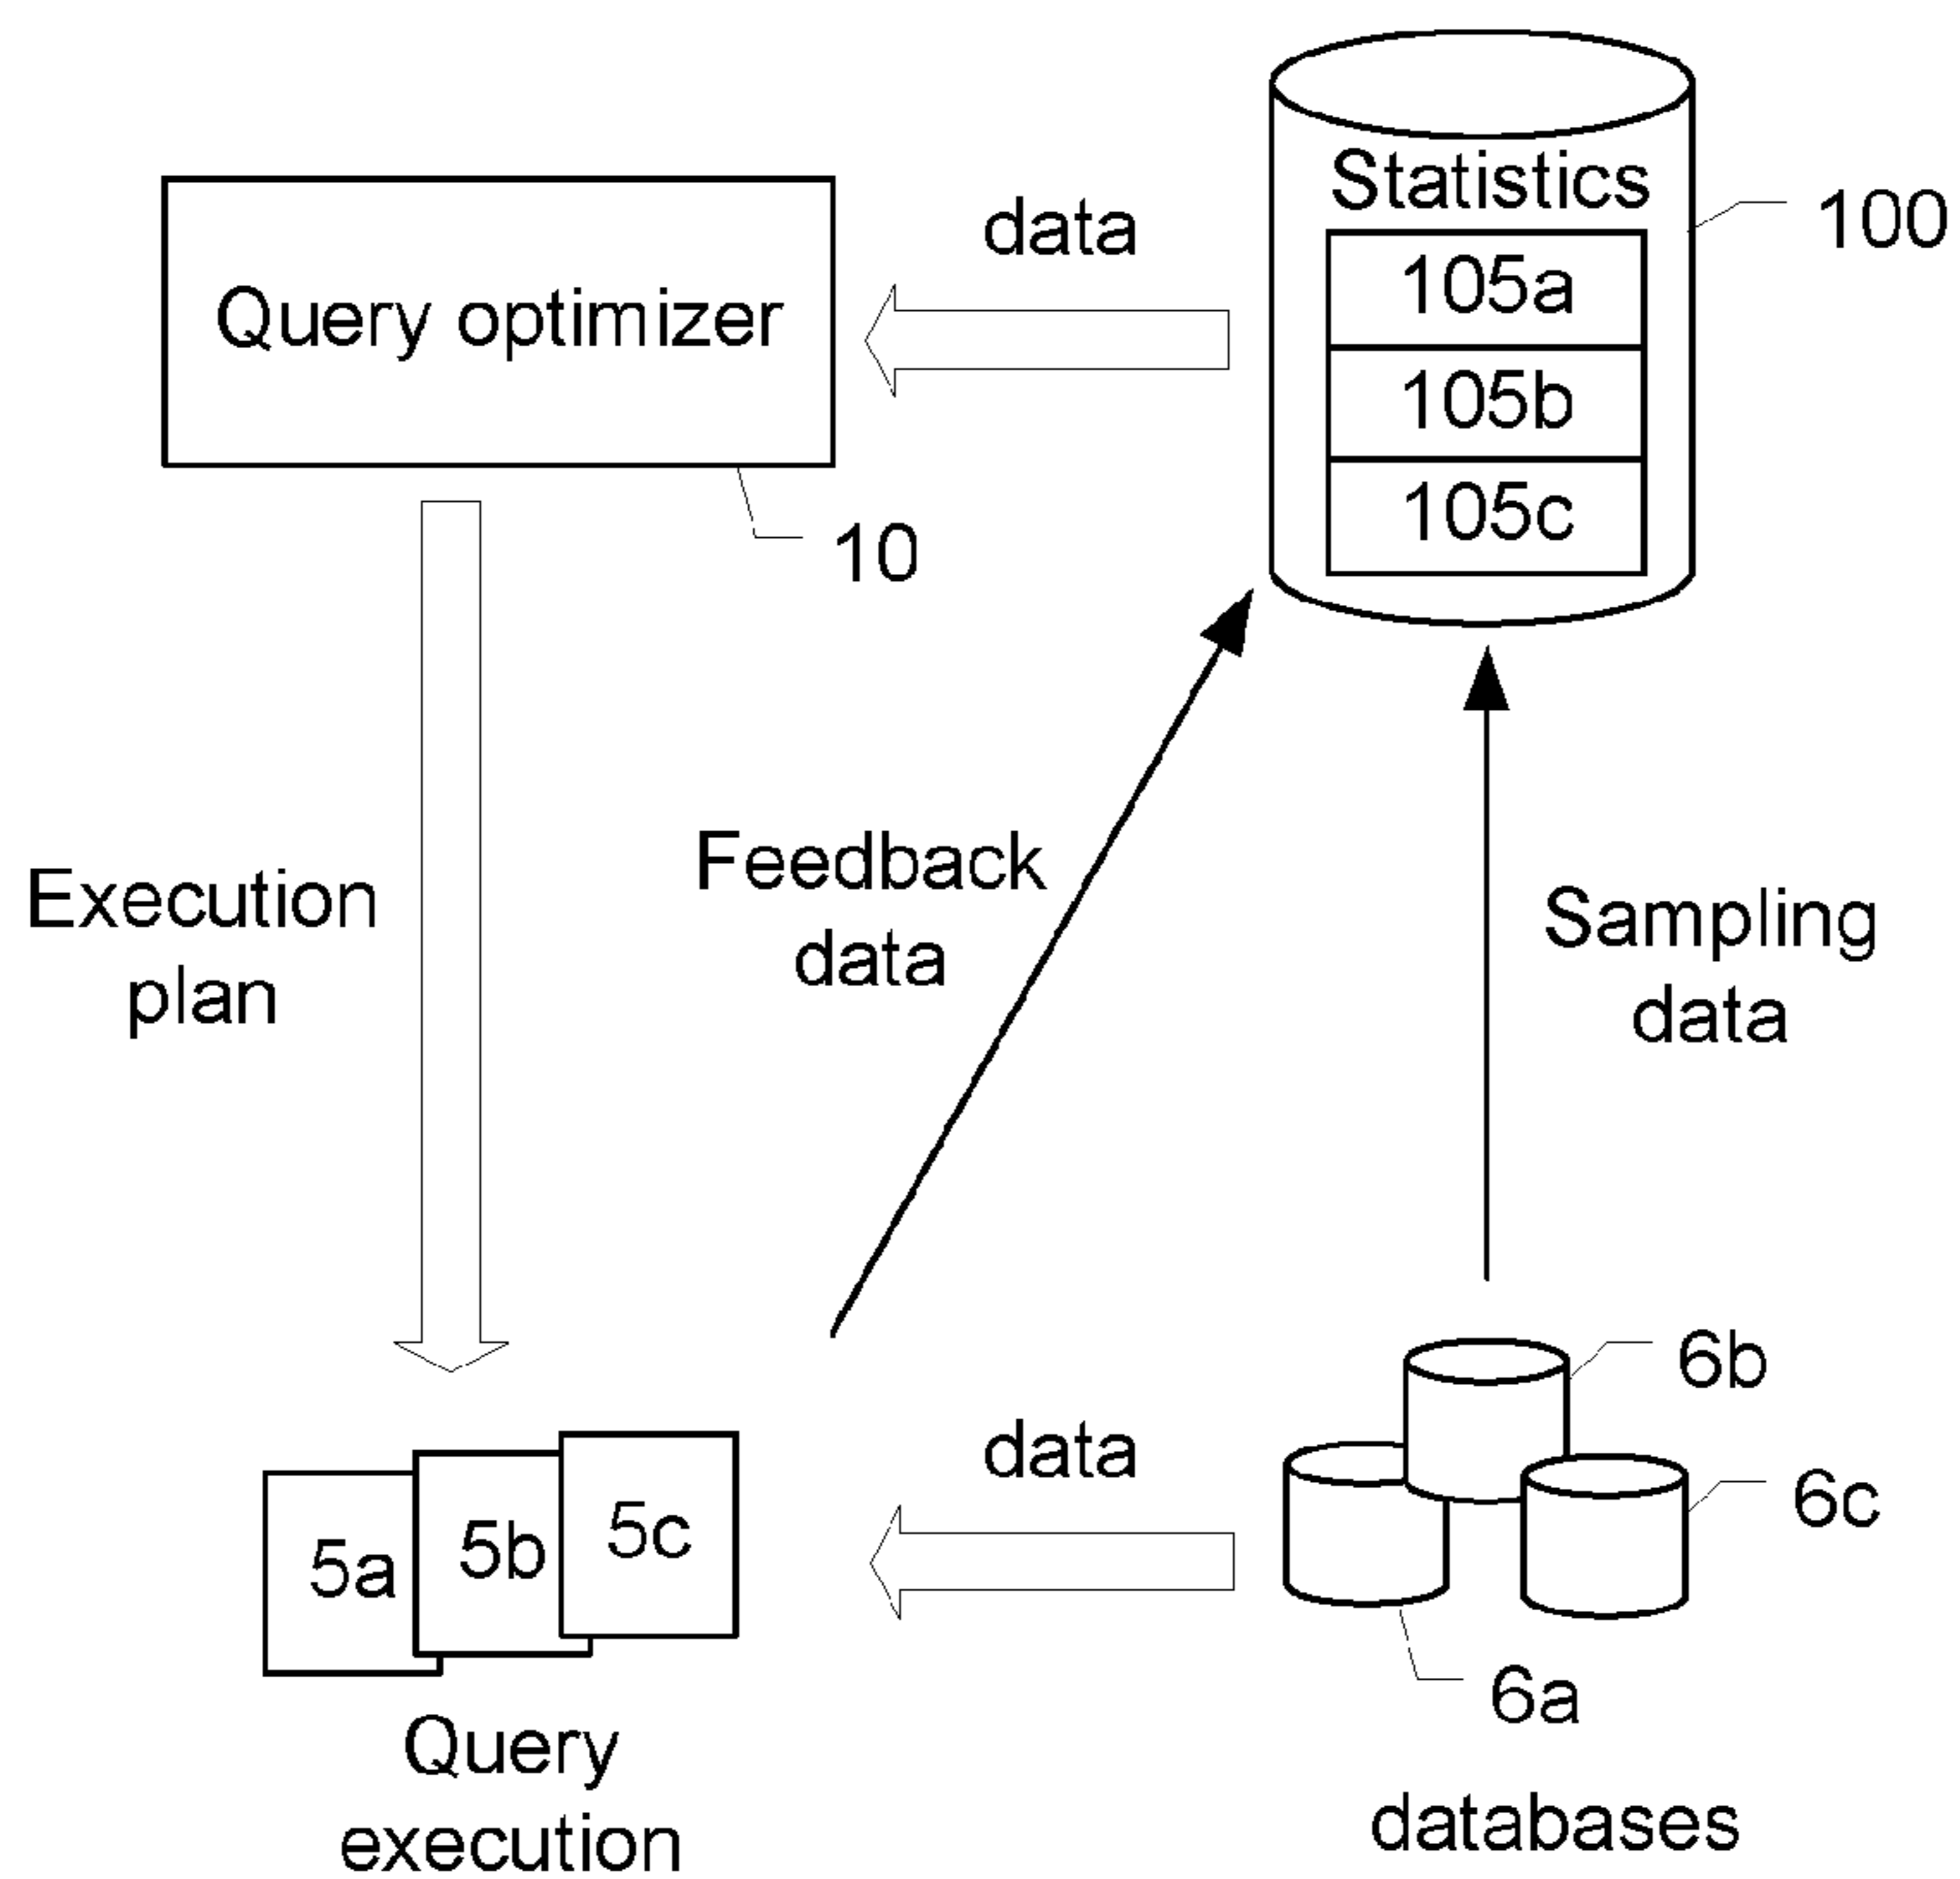 Statistics
100
105a
105b
105c
data
Query optimizer
10
Execution
plan
Feedback
data
Sampling
data
5a
5b
5c
Query
execution
data
6b
6c
6a
databases